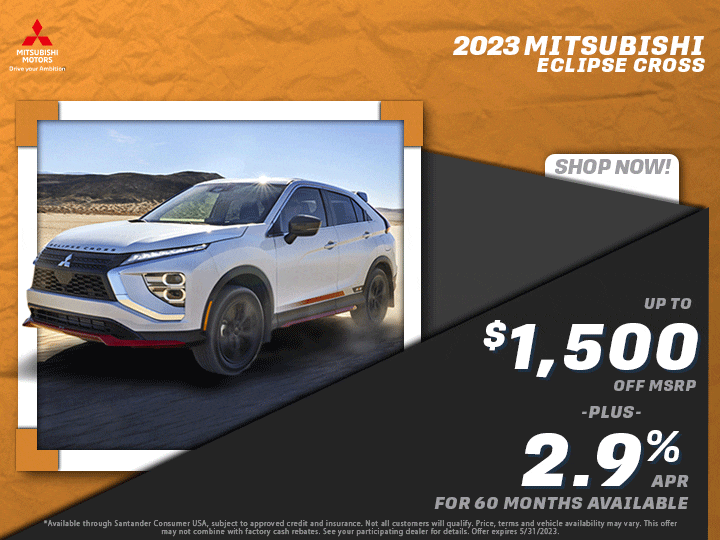 MITSUBISHI
MOTORS
Drive your Ambition
2023 MITSUBISHI
ECLIPSE CROSS
SHOP NOW!
ECLIPSE CROSS
UP TO
$1,500
OFF MSRP
-PLUS-
2.9%
APR
FOR 60 MONTHS AVAILABLE
*Available through Santander Consumer USA, subject to approved credit and insurance. Not all customers will qualify. Price, terms and vehicle availability may vary. This offer
may not combine with factory cash rebates. See your participating dealer for details. Offer expires 5/31/2023.